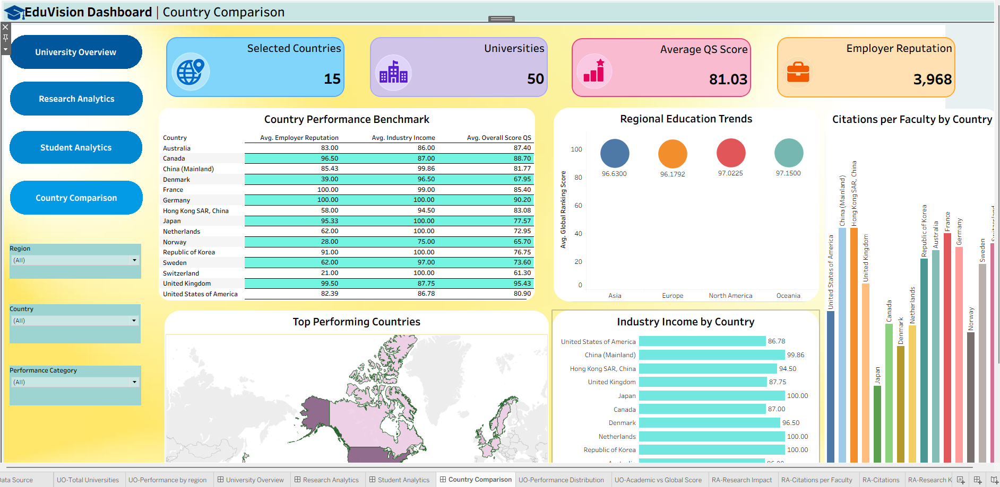 EduVision Dashboard | Country Comparison
University Overview
Research Analytics
Student Analytics
Country Comparison
Region
(All)
Country
(All)
Performance Category
(All)
Selected Countries
15
Universities
50
Average QS Score
81.03
Employer Reputation
3,968
Country Performance Benchmark
Country Avg. Employer Reputation Avg. Industry Income Avg. Overall Score QS
Australia 83.00 86.00 87.40
Canada 96.50 87.00 88.70
China (Mainland) 85.43 99.86 81.77
Denmark 39.00 96.50 67.95
France 100.00 99.00 85.40
Germany 100.00 100.00 90.20
Hong Kong SAR, China 58.00 94.50 83.08
Japan 95.33 100.00 77.57
Netherlands 62.00 100.00 72.95
Norway 28.00 75.00 65.70
Republic of Korea 91.00 100.00 76.75
Sweden 62.00 97.00 73.60
Switzerland 21.00 100.00 61.30
United Kingdom 99.50 87.75 95.43
United States of America 82.39 86.78 80.90
Regional Education Trends
Avg. Global Ranking Score
100
80
60
40
20
0
96.6300 96.1792 97.0225 97.1500
Asia Europe North America Oceania
Citations per Faculty by Country
United States of America
China (Mainland)
Hong Kong SAR, China
United Kingdom
Japan
Canada
Denmark
Netherlands
Republic of Korea
Australia
France
Germany
Norway
Sweden
Top Performing Countries
Industry Income by Country
United States of America 86.78
China (Mainland) 99.86
Hong Kong SAR, China 94.50
United Kingdom 87.75
Japan 100.00
Canada 87.00
Denmark 96.50
Netherlands 100.00
Republic of Korea 100.00
Source UO-Total Universities UO-Performance by region University Overview Research Analytics Student Analytics Country Comparison UO-Performance Distribution UO-Academic vs Global Score RA-Research Impact RA-Citations per Faculty RA-Citations RA-Research